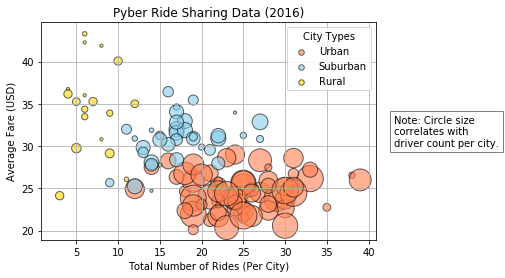 Pyber Ride Sharing Data (2016)
City Types
Urban
Suburban
Rural
Average Fare (USD)
40
35
30
25
20
5
10
15
20
25
30
35
40
Total Number of Rides (Per City)
Note: Circle size
correlates with
driver count per city.